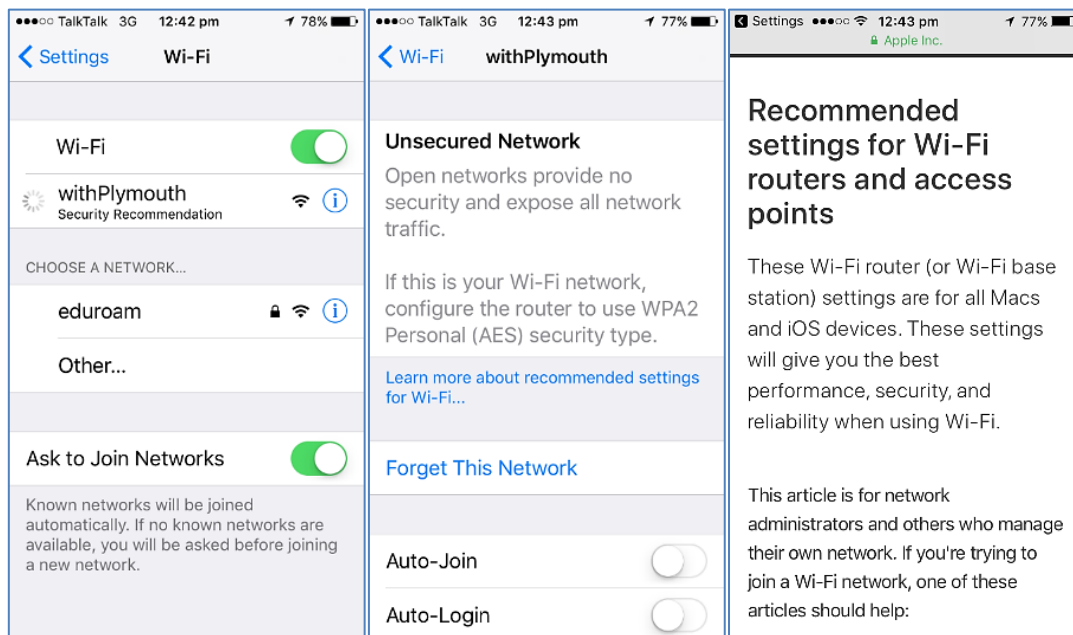 TalkTalk 3G 12:42 pm 78%
Settings Wi-Fi
Wi-Fi
withPlymouth
Security Recommendation
CHOOSE A NETWORK...
eduroam
Other...
Ask to Join Networks
Known networks will be joined
automatically. If no known networks are
available, you will be asked before joining
a new network.
TalkTalk 3G 12:43 pm 77%
Wi-Fi withPlymouth
Unsecured Network
Open networks provide no
security and expose all network
traffic.
If this is your Wi-Fi network,
configure the router to use WPA2
Personal (AES) security type.
Learn more about recommended settings
for Wi-Fi...
Forget This Network
Auto-Join
Auto-Login
Settings 12:43 pm 77%
Apple Inc.
Recommended
settings for Wi-Fi
routers and access
points
These Wi-Fi router (or Wi-Fi base
station) settings are for all Macs
and iOS devices. These settings
will give you the best
performance, security, and
reliability when using Wi-Fi.
This article is for network
administrators and others who manage
their own network. If you're trying to
join a Wi-Fi network, one of these
articles should help: